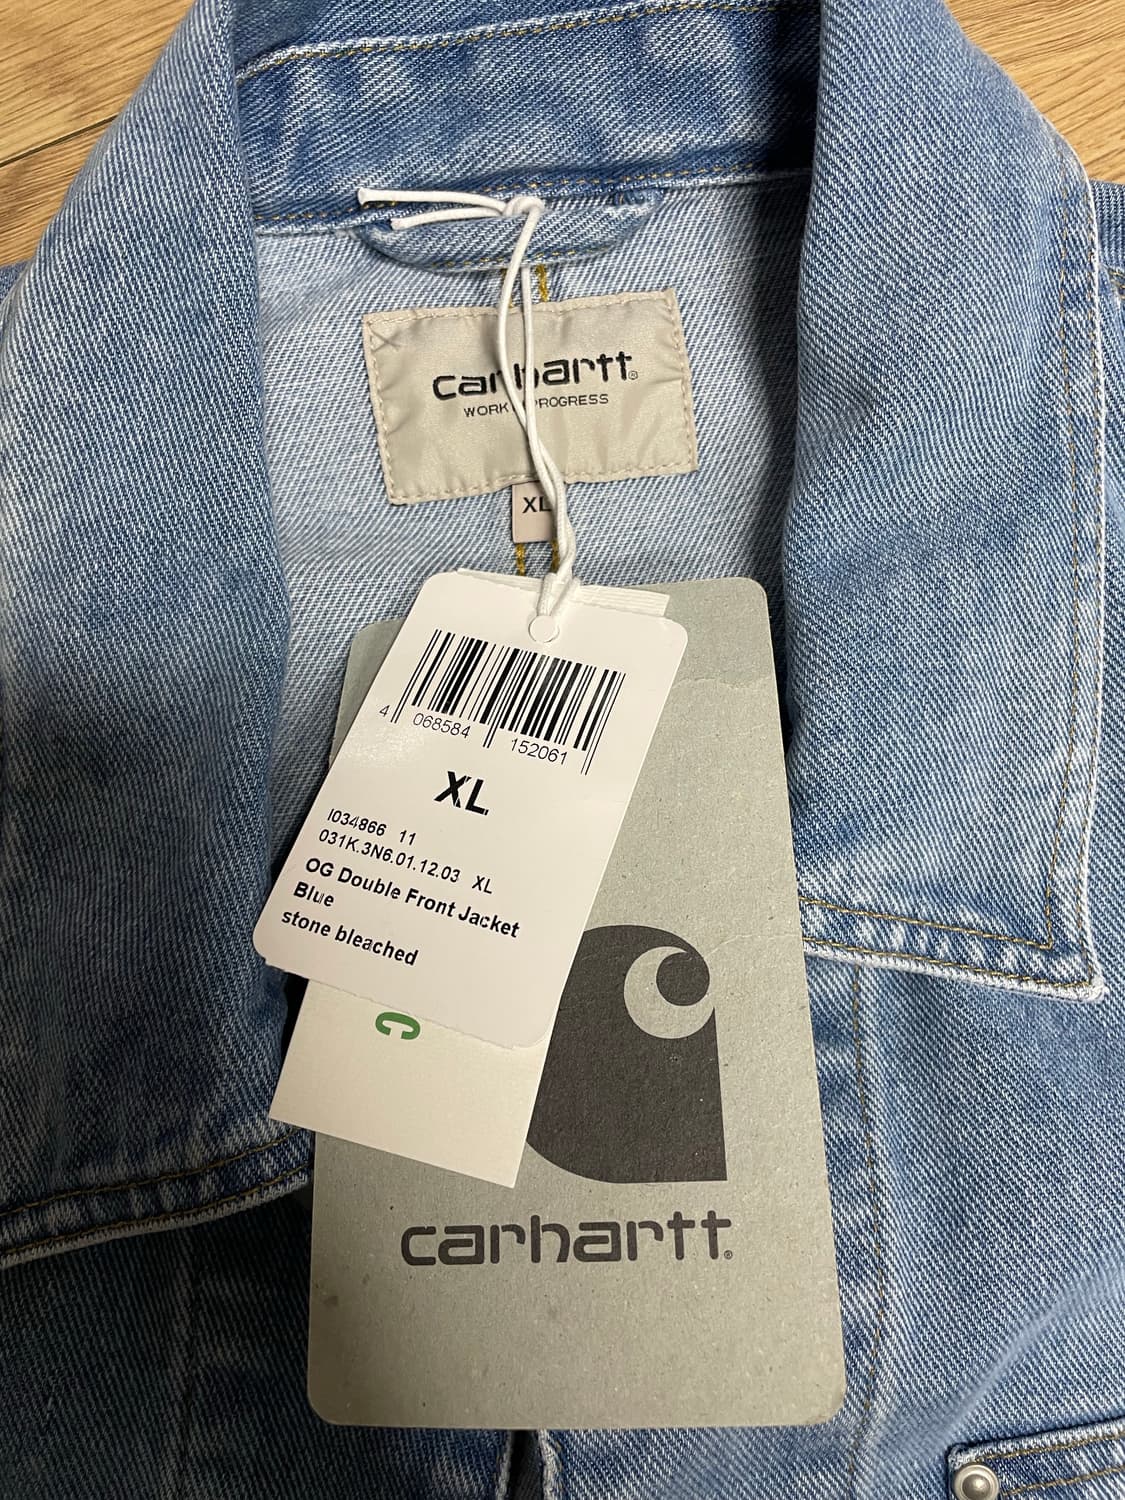 carhartt®
WORK PROGRESS
XL
4 068584 152061
XL
I034866 11
031K.3N6.01.12.03 XL
OG Double Front Jacket
Blue
stone bleached
C
carhartt®